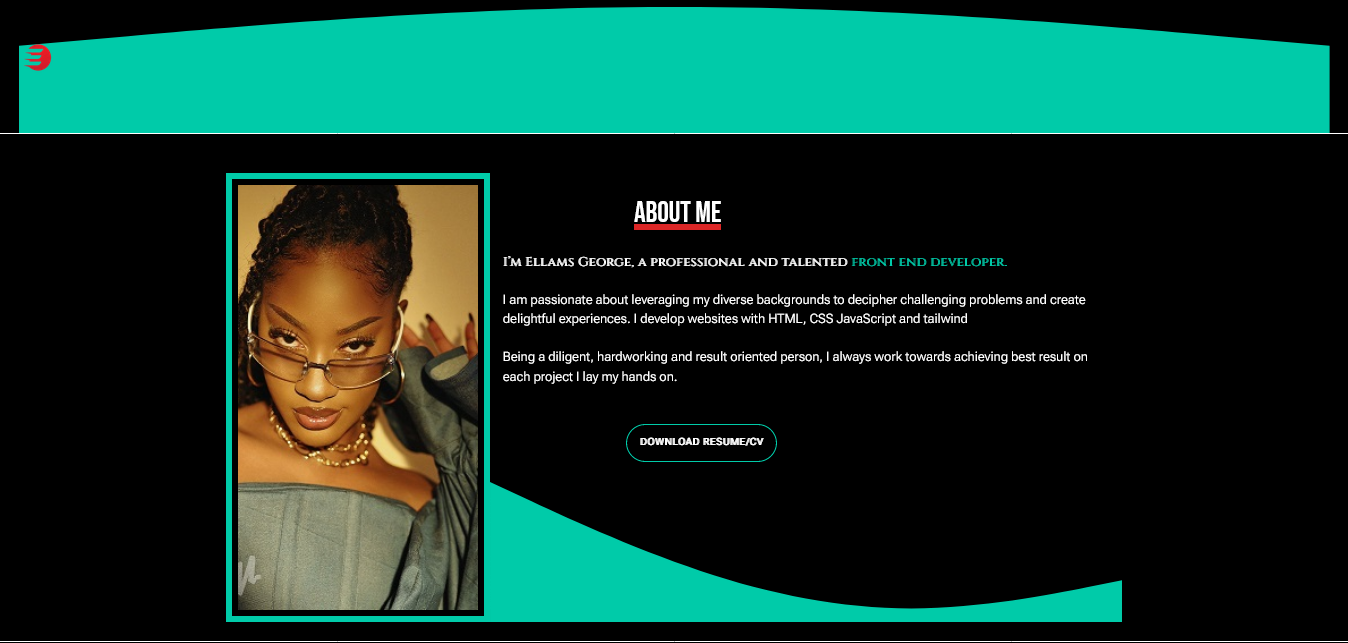 ABOUT ME
I'M ELLAMS GEORGE, A PROFESSIONAL AND TALENTED FRONT END DEVELOPER.
I am passionate about leveraging my diverse backgrounds to decipher challenging problems and create
delightful experiences. I develop websites with HTML, CSS JavaScript and tailwind
Being a diligent, hardworking and result oriented person, I always work towards achieving best result on
each project I lay my hands on.
DOWNLOAD RESUME/CV